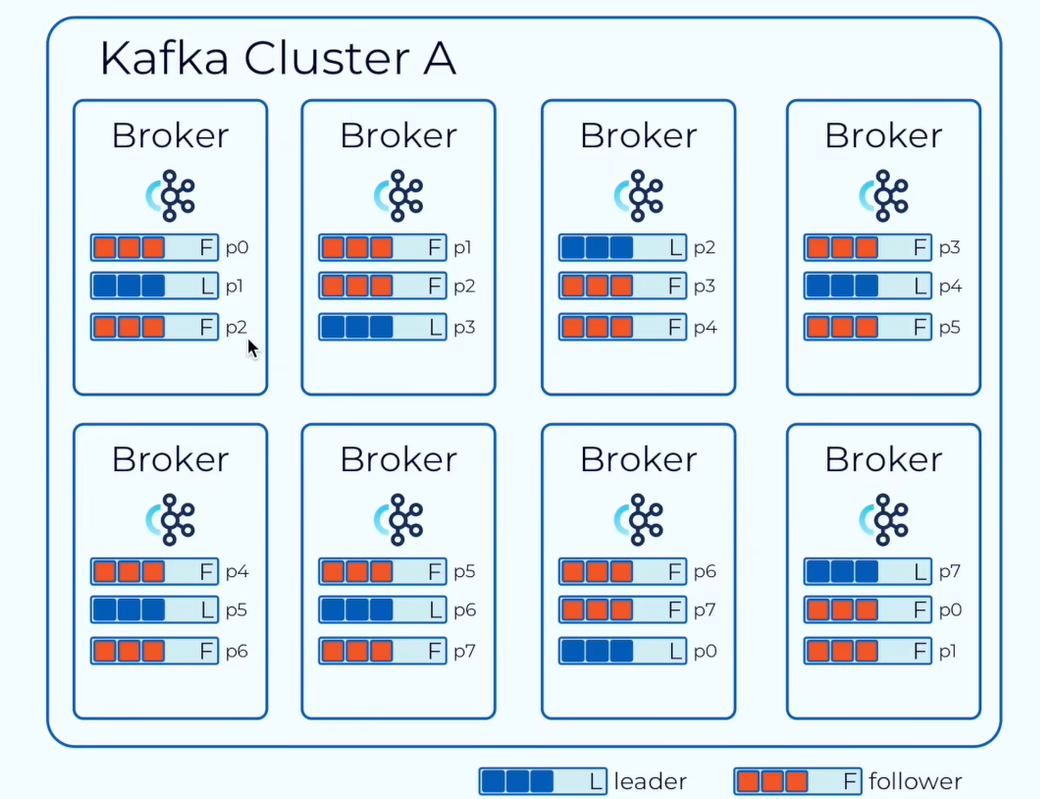 Kafka Cluster A
Broker
F p0
L p1
F p2
Broker
F p1
F p2
L p3
Broker
L p2
F p3
F p4
Broker
F p3
L p4
F p5
Broker
F p4
L p5
F p6
Broker
F p5
L p6
F p7
Broker
F p6
F p7
L p0
Broker
L p7
F p0
F p1
L leader
F follower